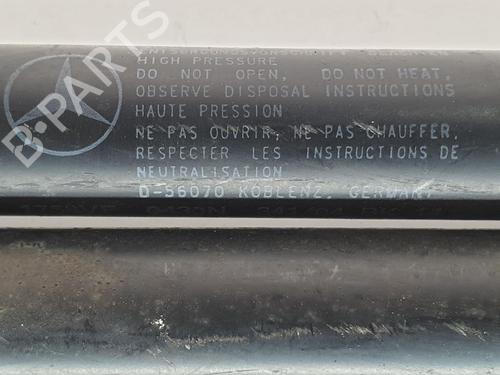 HIGH PRESSURE
DO NOT OPEN, DO NOT HEAT,
OBSERVE DISPOSAL INSTRUCTIONS
HAUTE PRESSION
NE PAS OUVRIR, NE PAS CHAUFFER,
RESPECTER LES INSTRUCTIONS DE
NEUTRALISATION
D-56070 KOBLENZ, GERMANY
B-PARTS